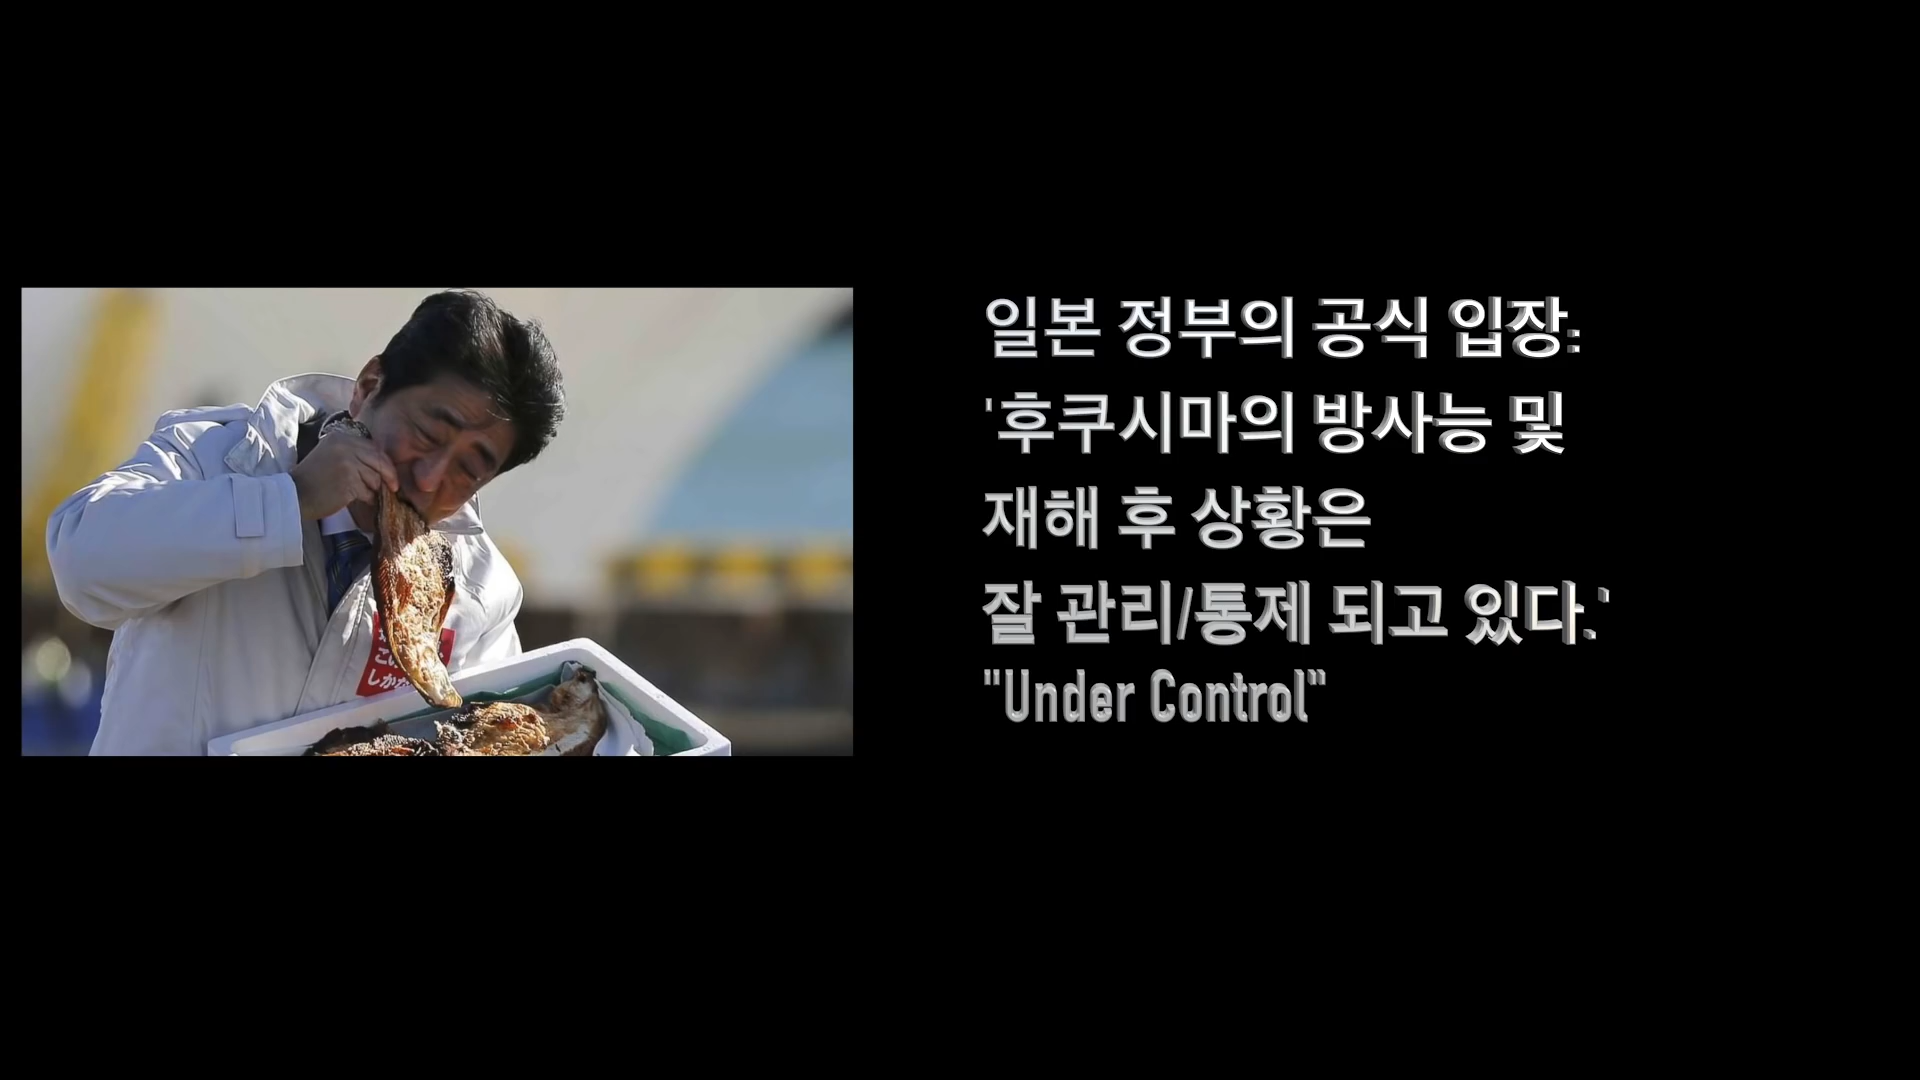 일본 정부의 공식 입장:
'후쿠시마의 방사능 및
재해 후 상황은
잘 관리/통제 되고 있다.'
"Under Control"